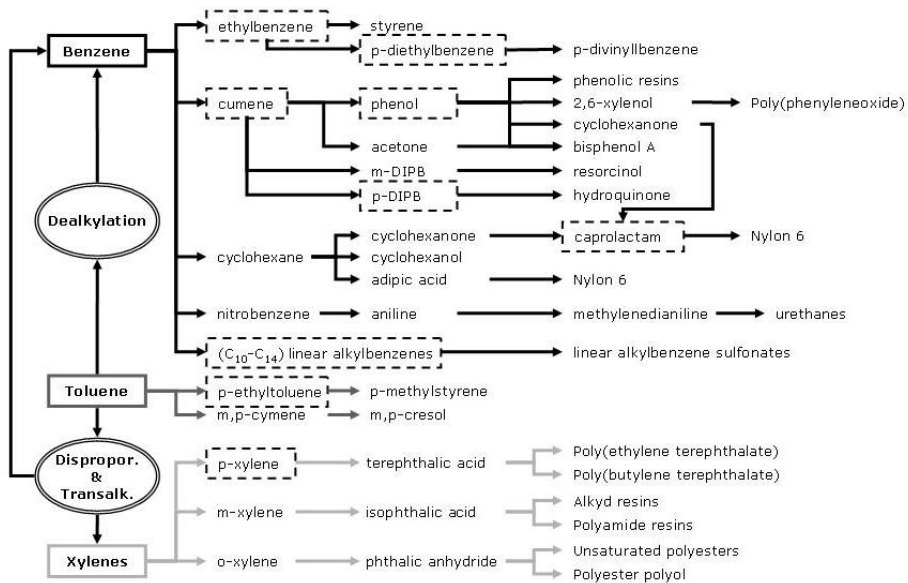 ethylbenzene styrene
Benzene p-diethylbenzene p-divinyllbenzene
phenolic resins
cumene phenol 2,6-xylenol Poly(phenyleneoxide)
cyclohexanone
acetone bisphenol A
m-DIPB resorcinol
p-DIPB hydroquinone
Dealkylation
cyclohexanone caprolactam Nylon 6
cyclohexane cyclohexanol
adipic acid Nylon 6
nitrobenzene aniline methylenedianiline urethanes
(C10-C14) linear alkylbenzenes linear alkylbenzene sulfonates
Toluene p-ethyltoluene p-methylstyrene
m,p-cymene m,p-cresol
Dispropor.
&
Transalk.
p-xylene terephthalic acid Poly(ethylene terephthalate)
Poly(butylene terephthalate)
m-xylene isophthalic acid Alkyd resins
Polyamide resins
Xylenes o-xylene phthalic anhydride Unsaturated polyesters
Polyester polyol